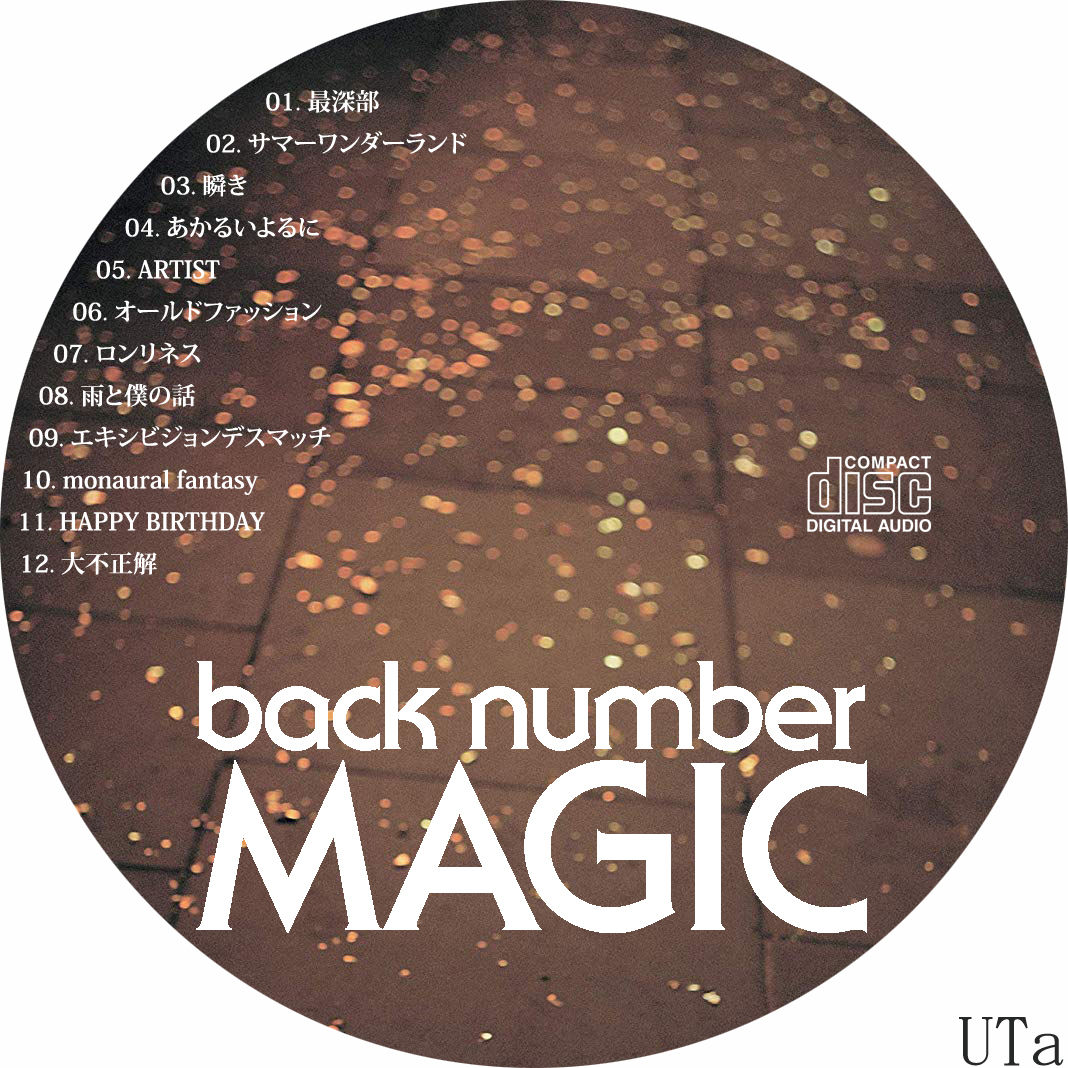 01. 最深部
02. サマーワンダーランド
03. 瞬き
04. あかるいよるに
05. ARTIST
06. オールドファッション
07. ロンリネス
08. 雨と僕の話
09. エキシビジョンデスマッチ
10. monaural fantasy
11. HAPPY BIRTHDAY
12. 大不正解
COMPACT
disc
DIGITAL AUDIO
back number
MAGIC
UTa